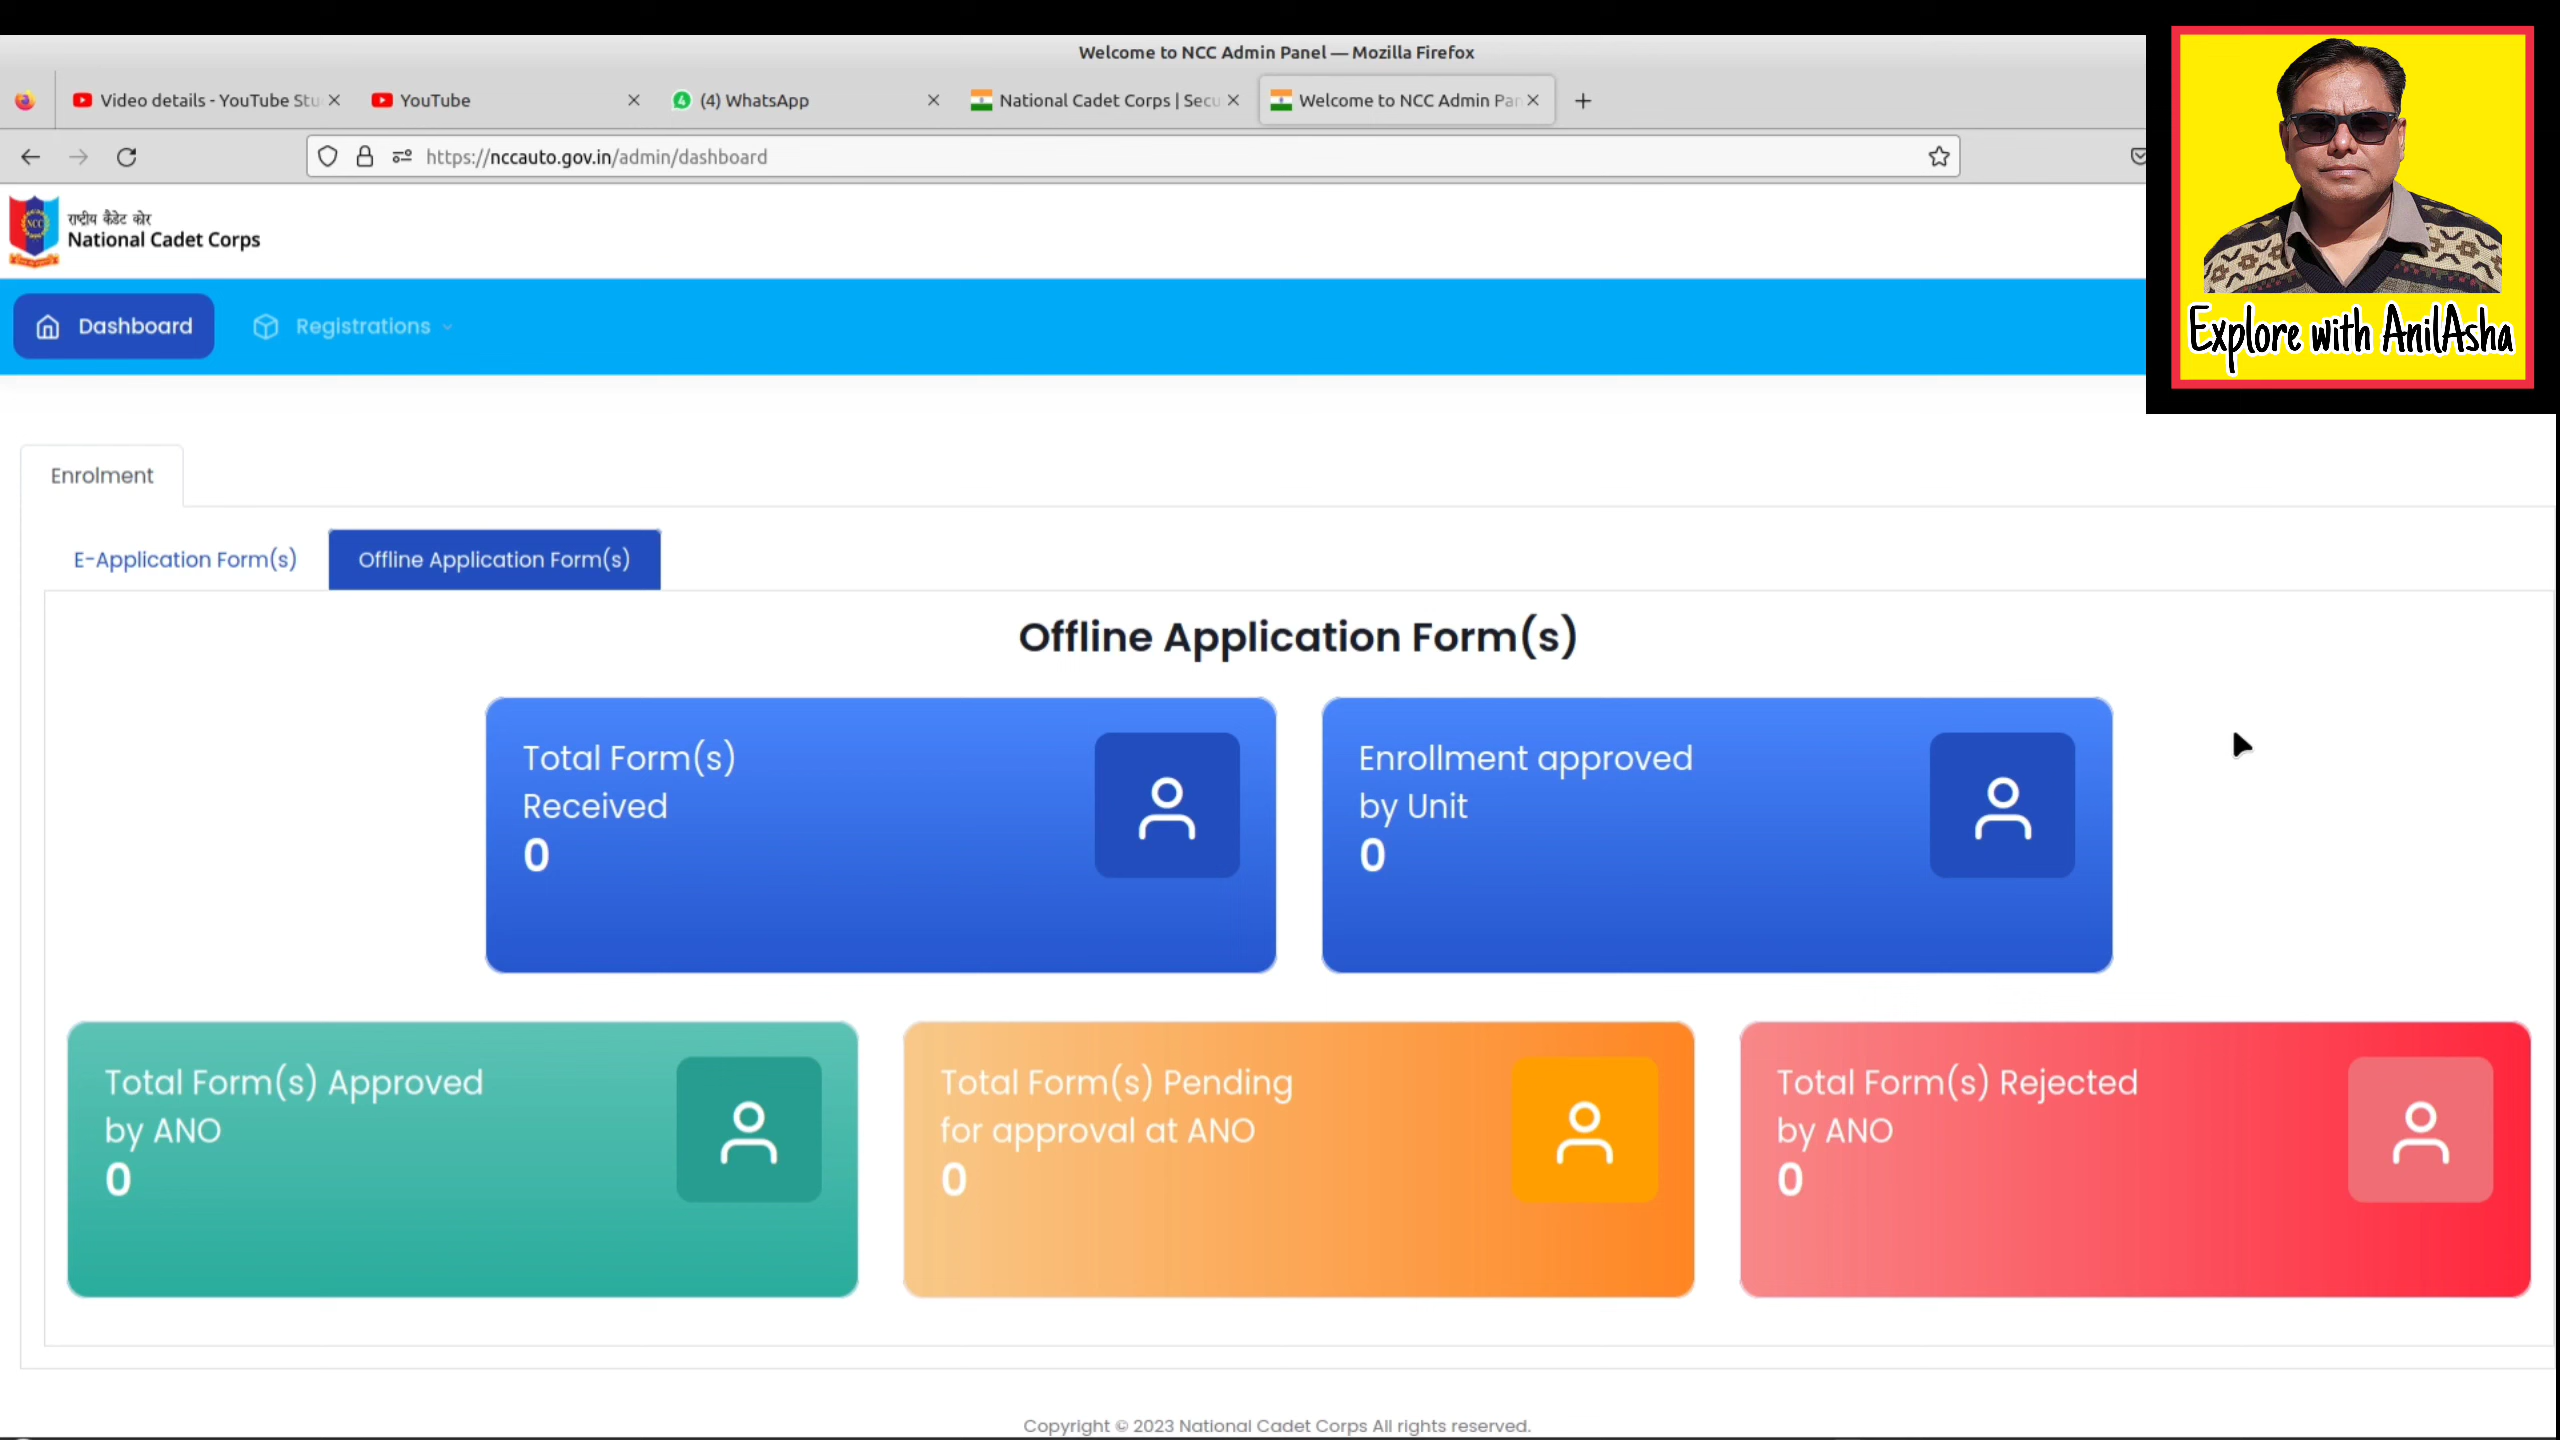 Welcome to NCC Admin Panel — Mozilla Firefox
Video details - YouTube Stu
YouTube
4
(4) WhatsApp
National Cadet Corps | Secu
Welcome to NCC Admin Pan
https://nccauto.gov.in/admin/dashboard
राष्ट्रीय कैडेट कोर
NCC
National Cadet Corps
Explore with AnilAsha
Dashboard
Registrations
Enrolment
E-Application Form(s)
Offline Application Form(s)
Offline Application Form(s)
Total Form(s)
Received
0
Enrollment approved
by Unit
0
Total Form(s) Approved
by ANO
0
Total Form(s) Pending
for approval at ANO
0
Total Form(s) Rejected
by ANO
0
Copyright © 2023 National Cadet Corps All rights reserved.